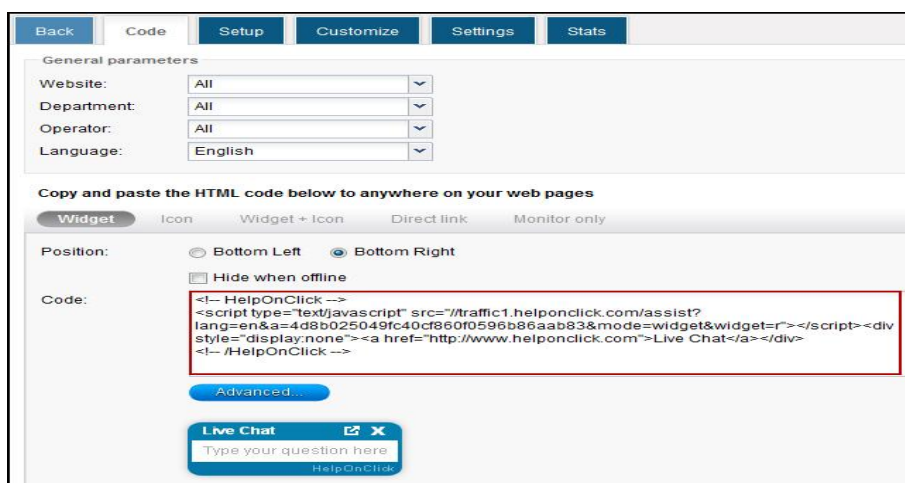 Back Code Setup Customize Settings Stats
General parameters
Website: All
Department: All
Operator: All
Language: English
Copy and paste the HTML code below to anywhere on your web pages
Widget Icon Widget + Icon Direct link Monitor only
Position: Bottom Left Bottom Right
Hide when offline
Code: <!-- HelpOnClick -->
<script type="text/javascript" src="//traffic1.helponclick.com/assist?
lang=en&a=4d8b025049fc40cf860f0596b86aab83&mode=widget&widget=r"></script><div
style="display:none"><a href="http://www.helponclick.com">Live Chat</a></div>
<!-- /HelpOnClick -->
Advanced...
Live Chat
Type your question here
HelpOnClick